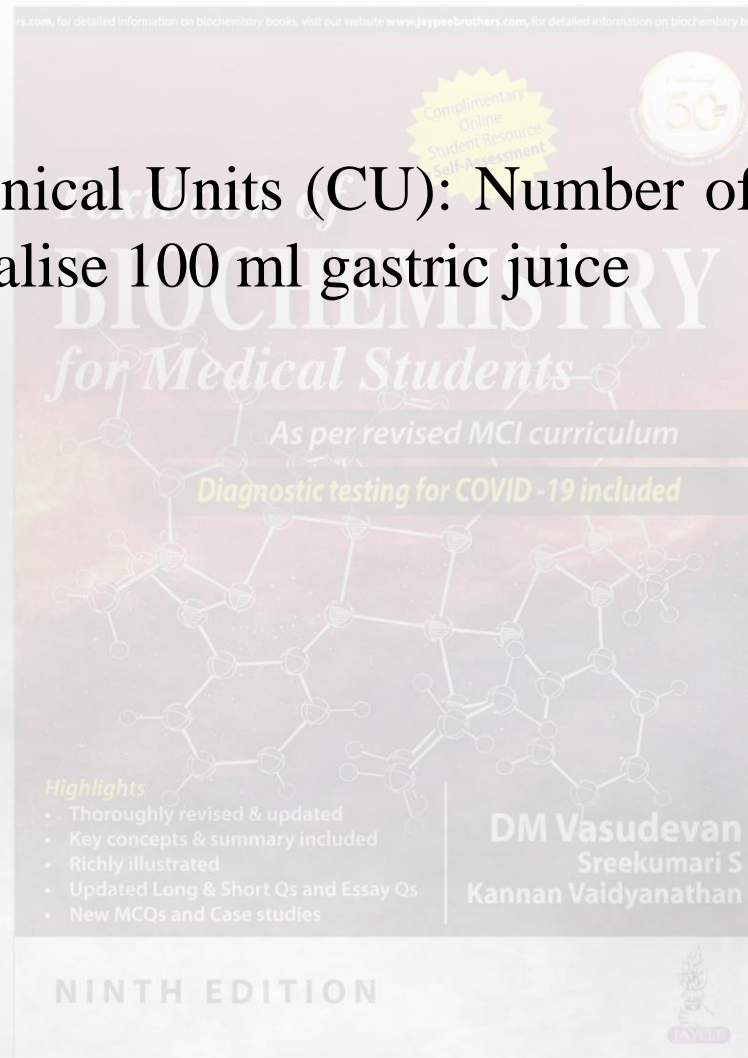 rs.com, for detailed information on biochemistry books, visit our website www.jaypeebrothers.com, for detailed information on biochemistry b
Complimentary
Online
Student Resource
Self-Assessment
50
nical Units (CU): Number of
alise 100 ml gastric juice
Textbook of
BIOCHEMISTRY
for Medical Students
As per revised MCI curriculum
Diagnostic testing for COVID -19 included
Highlights
• Thoroughly revised & updated
• Key concepts & summary included
• Richly illustrated
• Updated Long & Short Qs and Essay Qs
• New MCQs and Case studies
DM Vasudevan
Sreekumari S
Kannan Vaidyanathan
NINTH EDITION
JAYPEE